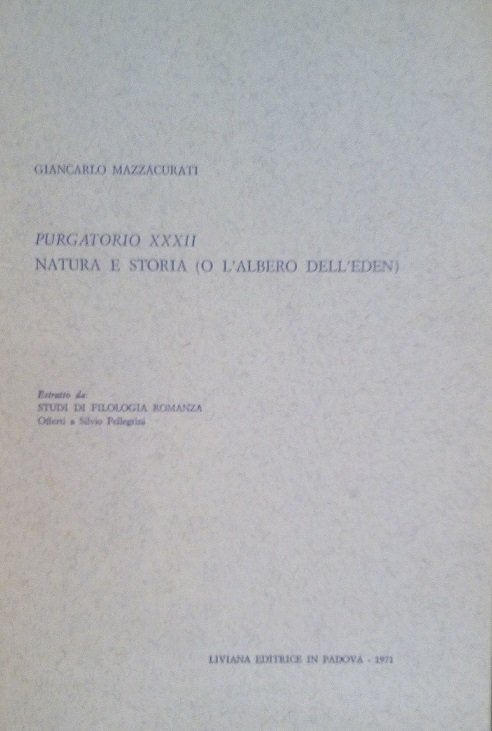 GIANCARLO MAZZACURATI
PURGATORIO XXXII
NATURA E STORIA (O L'ALBERO DELL'EDEN)
Estratto da:
STUDI DI FILOLOGIA ROMANZA
Offerti a Silvio Pellegrini
LIVIANA EDITRICE IN PADOVA - 1971